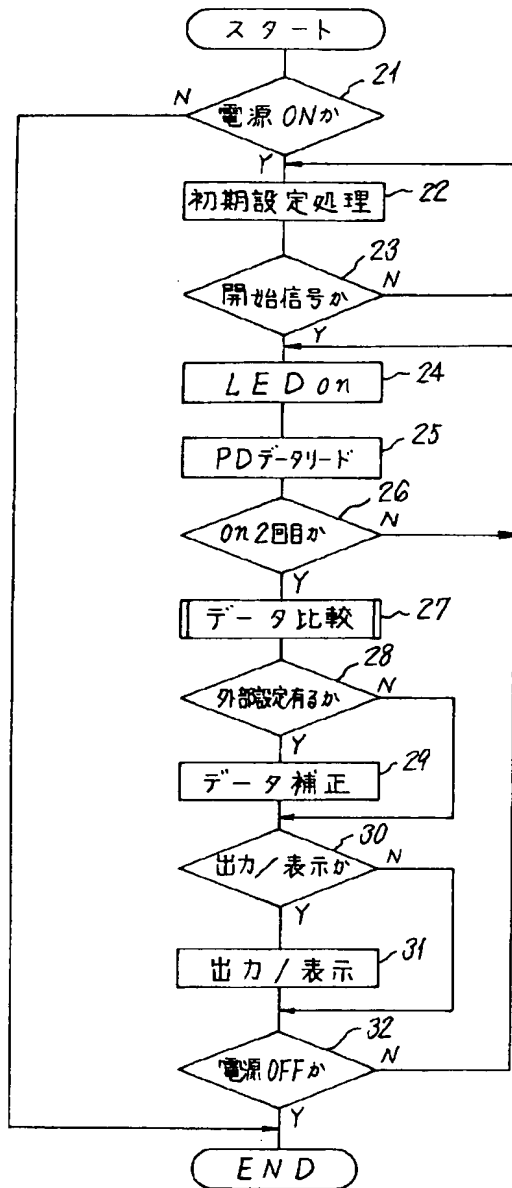 スタート
21
N
電源ONか
Y
初期設定処理
22
23
開始信号か
N
Y
LEDon
24
25
PDデータリード
26
on2回目か
N
Y
データ比較
27
28
外部設定有るか
N
Y
データ補正
29
30
出力/表示か
N
Y
出力/表示
31
32
電源OFFか
N
Y
END